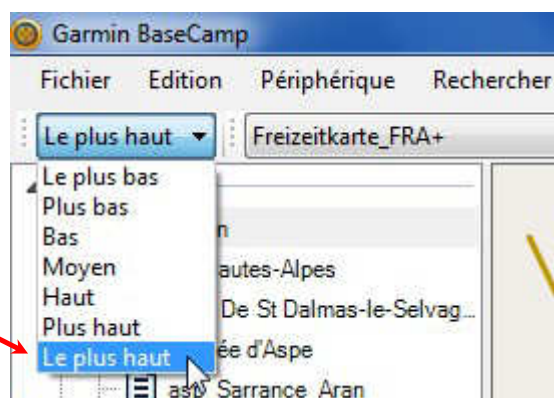 Garmin BaseCamp
Fichier Edition Périphérique Rechercher
Le plus haut Freizeitkarte_FRA+
Le plus bas
Plus bas
Bas
Moyen
autes-Alpes
Haut
De St Dalmas-le-Selvag...
Plus haut
Le plus haut
ée d'Aspe
Sarrance Aran